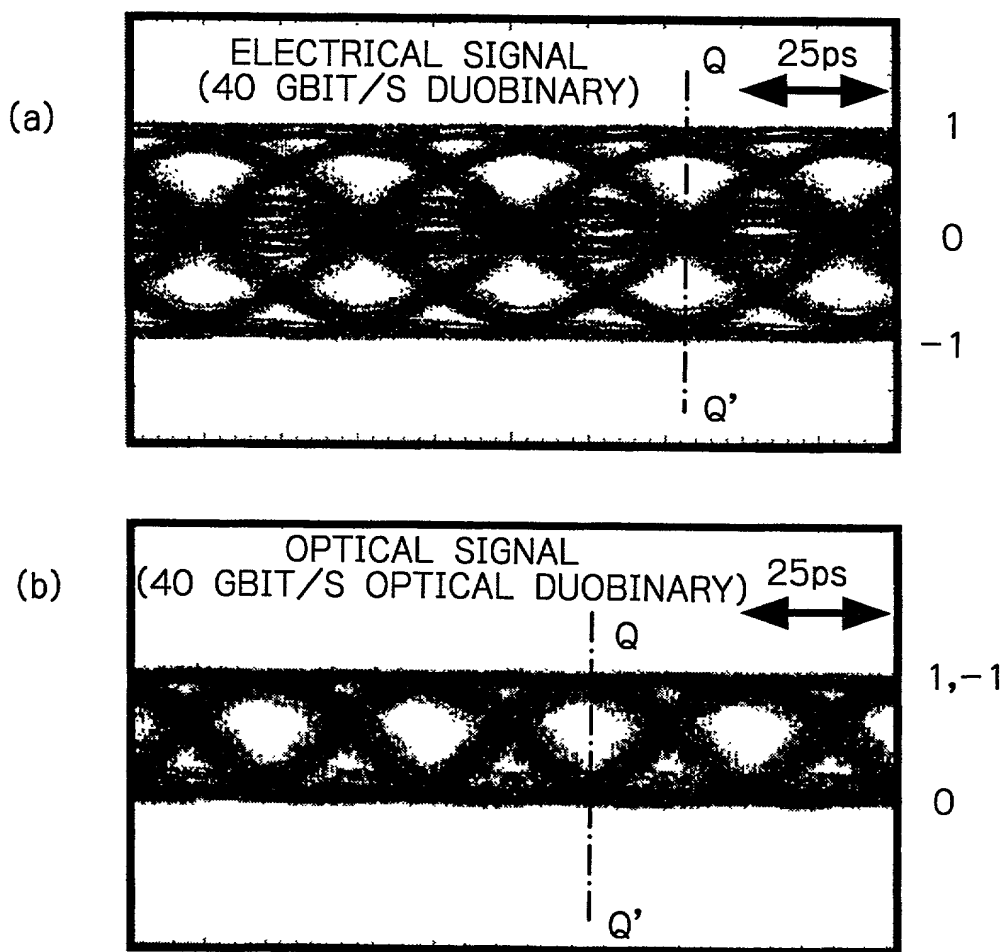 (a)
ELECTRICAL SIGNAL
(40 GBIT/S DUOBINARY)
Q
25ps
1
0
-1
Q'
(b)
OPTICAL SIGNAL
(40 GBIT/S OPTICAL DUOBINARY)
25ps
Q
1,-1
0
Q'